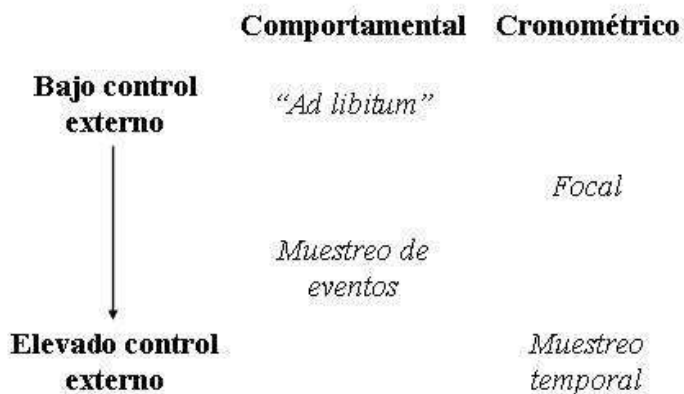 Comportamental Cronométrico
Bajo control
externo
“Ad libitum”
Focal
Muestreo de
eventos
Elevado control
externo
Muestreo
temporal